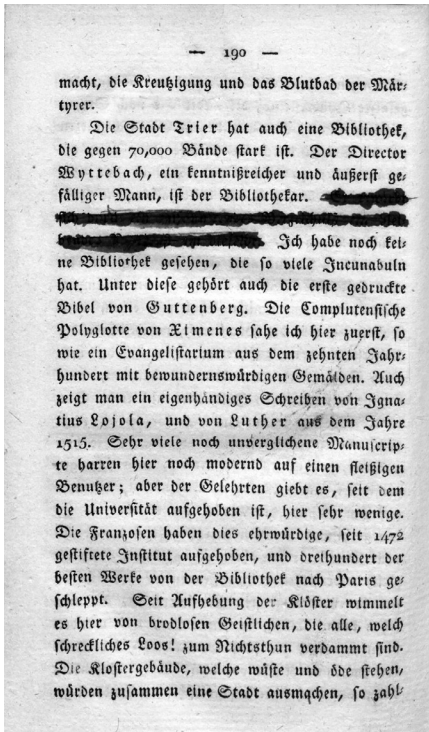 — 190 —
macht, die Kreutzigung und das Blutbad der Mär-
tyrer.
Die Stadt Trier hat auch eine Bibliothek,
die gegen 70,000 Bände stark ist. Der Director
Wyttebach, ein kenntnißreicher und äußerst ge-
fälliger Mann, ist der Bibliothekar.
Ich habe noch kei-
ne Bibliothek gesehen, die so viele Incunabuln
hat. Unter diese gehört auch die erste gedruckte
Bibel von Guttenberg. Die Complutensische
Polyglotte von Ximenes sahe ich hier zuerst, so
wie ein Evangelistarium aus dem zehnten Jahr-
hundert mit bewundernswürdigen Gemälden. Auch
zeigt man ein eigenhändiges Schreiben von Igna-
tius Lojola, und von Luther aus dem Jahre
1515. Sehr viele noch unverglichene Manuscrip-
te harren hier noch modernd auf einen fleißigen
Benutzer; aber der Gelehrten giebt es, seit dem
die Universität aufgehoben ist, hier sehr wenige.
Die Franzosen haben dies ehrwürdige, seit 1472
gestiftete Institut aufgehoben, und dreihundert der
besten Werke von der Bibliothek nach Paris ge-
schleppt. Seit Aufhebung der Klöster wimmelt
es hier von brodlosen Geistlichen, die alle, welch
schreckliches Loos! zum Nichtsthun verdammt sind.
Die Klostergebäude, welche wüste und öde stehen,
würden zusammen eine Stadt ausmachen, so zahl-